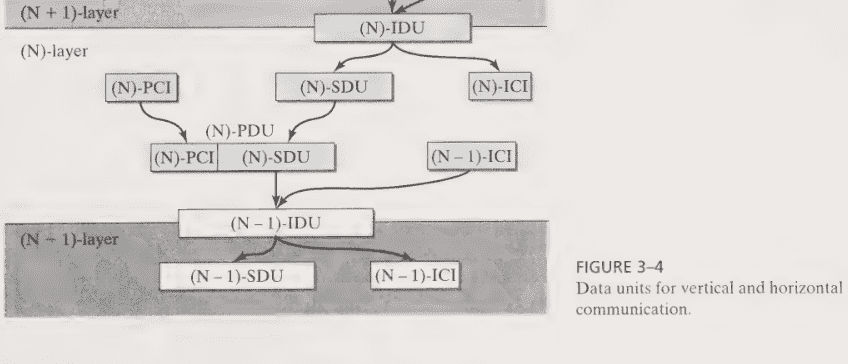 (N + 1)-layer
(N)-IDU
(N)-layer
(N)-PCI
(N)-SDU
(N)-ICI
(N)-PDU
(N)-PCI
(N)-SDU
(N – 1)-ICI
(N – 1)-IDU
(N – 1)-layer
(N – 1)-SDU
(N – 1)-ICI
FIGURE 3–4
Data units for vertical and horizontal
communication.